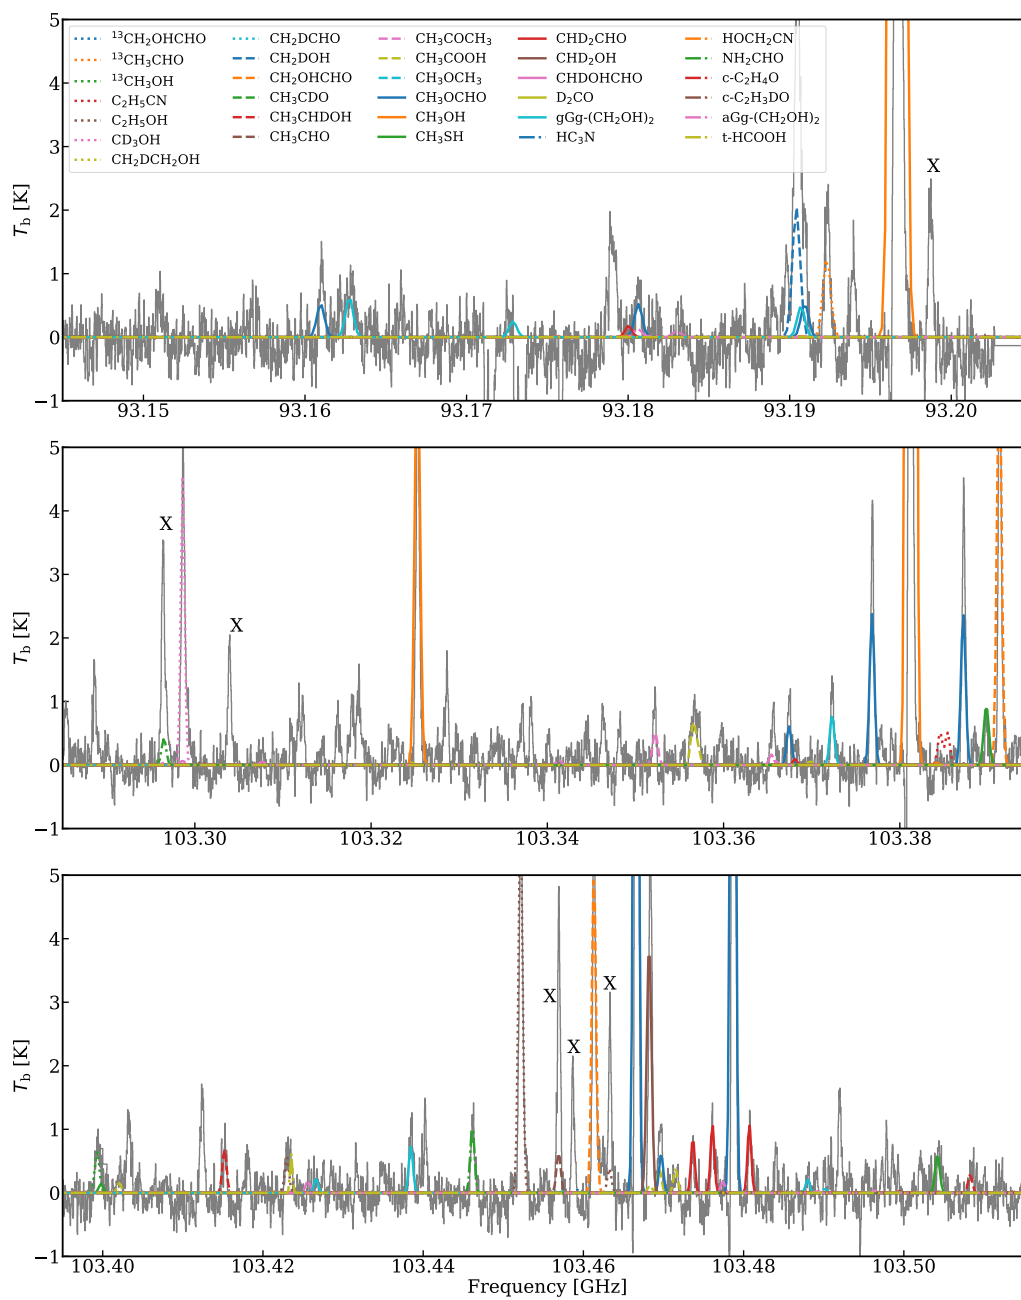 5
4
3
2
1
0
−1
T_b [K]
¹³CH₂OHCHO
¹³CH₃CHO
¹³CH₃OH
C₂H₅CN
C₂H₅OH
CD₃OH
CH₂DCH₂OH
CH₂DCHO
CH₂DOH
CH₂OHCHO
CH₃CDO
CH₃CHDOH
CH₃CHO
CH₃COCH₃
CH₃COOH
CH₃OCH₃
CH₃OCHO
CH₃OH
CH₃SH
CHD₂CHO
CHD₂OH
CHDOHCHO
D₂CO
gGg-(CH₂OH)₂
HC₃N
HOCH₂CN
NH₂CHO
c-C₂H₄O
c-C₂H₃DO
aGg-(CH₂OH)₂
t-HCOOH
X
93.15 93.16 93.17 93.18 93.19 93.20
5
4
3
2
1
0
−1
T_b [K]
X
X
103.30 103.32 103.34 103.36 103.38
5
4
3
2
1
0
−1
T_b [K]
X
X
X
103.40 103.42 103.44 103.46 103.48 103.50
Frequency [GHz]